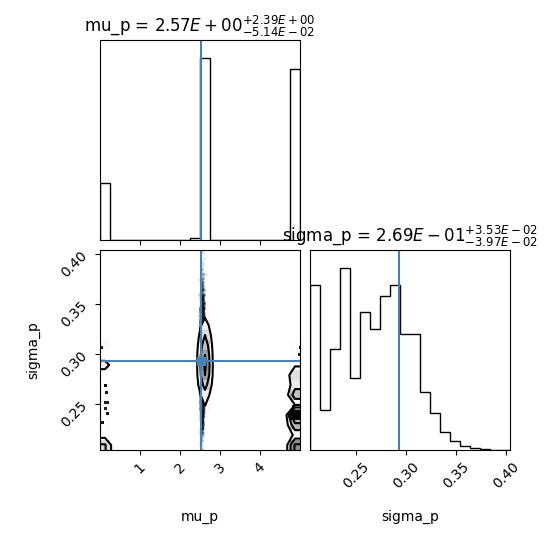 mu_p = 2.57E + 00+2.39E + 00
−5.14E − 02
sigma_p = 2.69E − 01+3.53E − 02
−3.97E − 02
0.40
0.35
0.30
0.25
sigma_p
1 2 3 4
0.25 0.30 0.35 0.40
mu_p
sigma_p